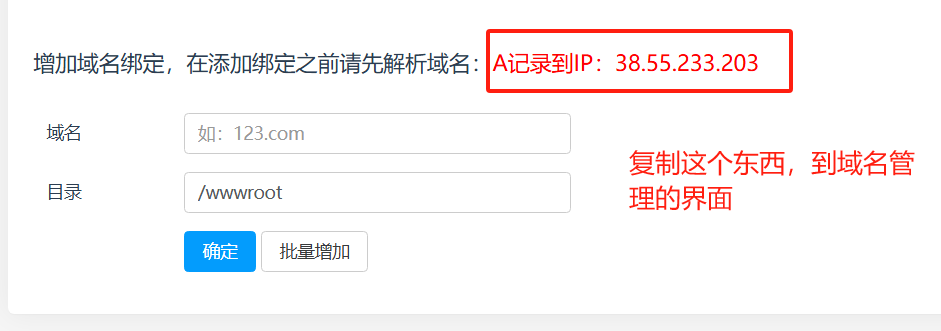 增加域名绑定，在添加绑定之前请先解析域名：A记录到IP：38.55.233.203
域名 如：123.com
目录 /wwwroot
复制这个东西，到域名管
理的界面
确定 批量增加